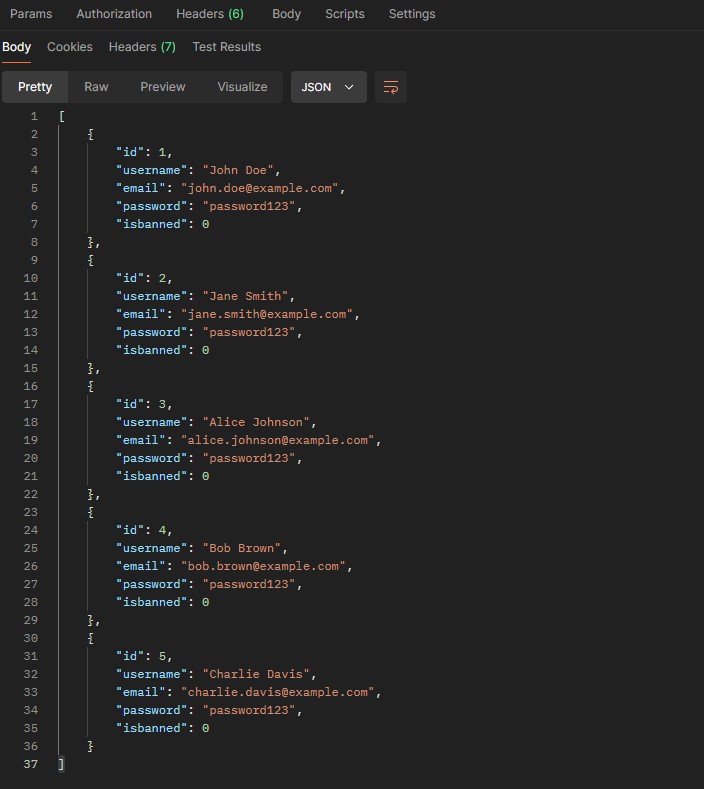 Params Authorization Headers (6) Body Scripts Settings
Body Cookies Headers (7) Test Results
Pretty Raw Preview Visualize JSON
1 [
2 {
3 "id": 1,
4 "username": "John Doe",
5 "email": "john.doe@example.com",
6 "password": "password123",
7 "isbanned": 0
8 },
9 {
10 "id": 2,
11 "username": "Jane Smith",
12 "email": "jane.smith@example.com",
13 "password": "password123",
14 "isbanned": 0
15 },
16 {
17 "id": 3,
18 "username": "Alice Johnson",
19 "email": "alice.johnson@example.com",
20 "password": "password123",
21 "isbanned": 0
22 },
23 {
24 "id": 4,
25 "username": "Bob Brown",
26 "email": "bob.brown@example.com",
27 "password": "password123",
28 "isbanned": 0
29 },
30 {
31 "id": 5,
32 "username": "Charlie Davis",
33 "email": "charlie.davis@example.com",
34 "password": "password123",
35 "isbanned": 0
36 }
37 ]